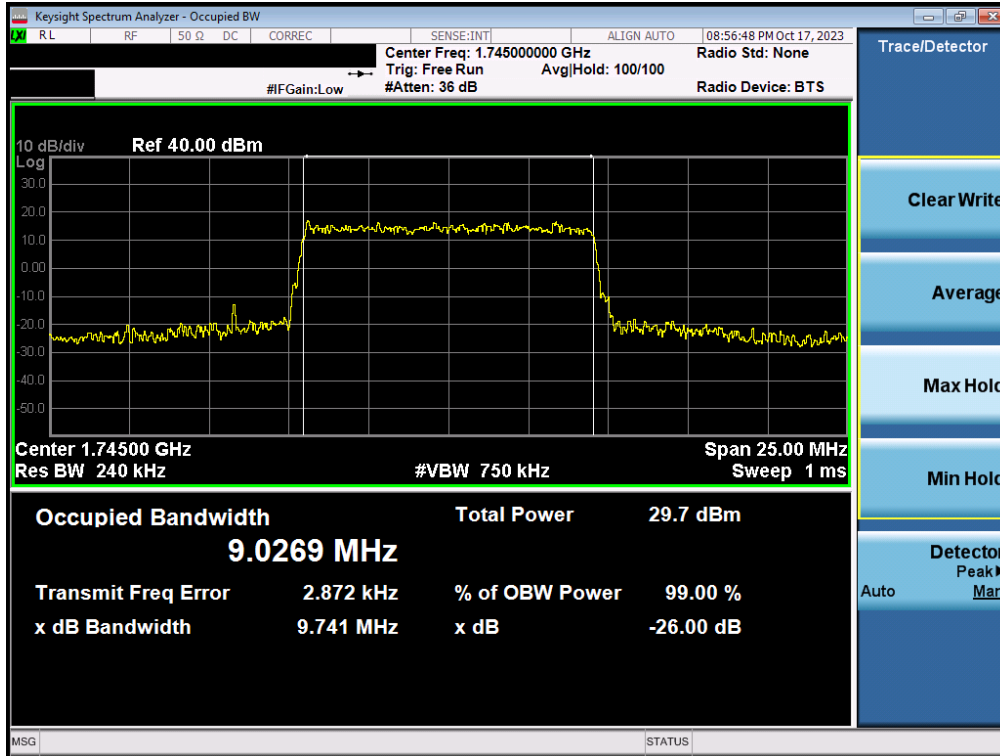 Keysight Spectrum Analyzer - Occupied BW
LXI RL RF 50 Ω DC CORREC SENSE:INT ALIGN AUTO 08:56:48 PM Oct 17, 2023
Center Freq: 1.745000000 GHz Radio Std: None
Trig: Free Run Avg|Hold: 100/100
#IFGain:Low #Atten: 36 dB Radio Device: BTS
10 dB/div Ref 40.00 dBm
Log
30.0
20.0
10.0
0.00
-10.0
-20.0
-30.0
-40.0
-50.0
Center 1.74500 GHz Span 25.00 MHz
Res BW 240 kHz #VBW 750 kHz Sweep 1 ms
Occupied Bandwidth Total Power 29.7 dBm
9.0269 MHz
Transmit Freq Error 2.872 kHz % of OBW Power 99.00 %
x dB Bandwidth 9.741 MHz x dB -26.00 dB
Trace/Detector
Clear Write
Average
Max Hold
Min Hold
Detector
Peak
Auto Man
MSG STATUS